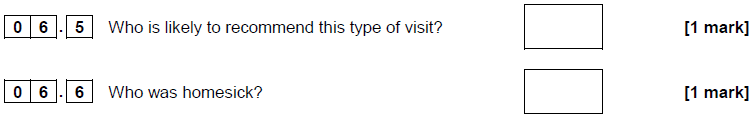 0 6 . 5 Who is likely to recommend this type of visit? [1 mark]
0 6 . 6 Who was homesick? [1 mark]